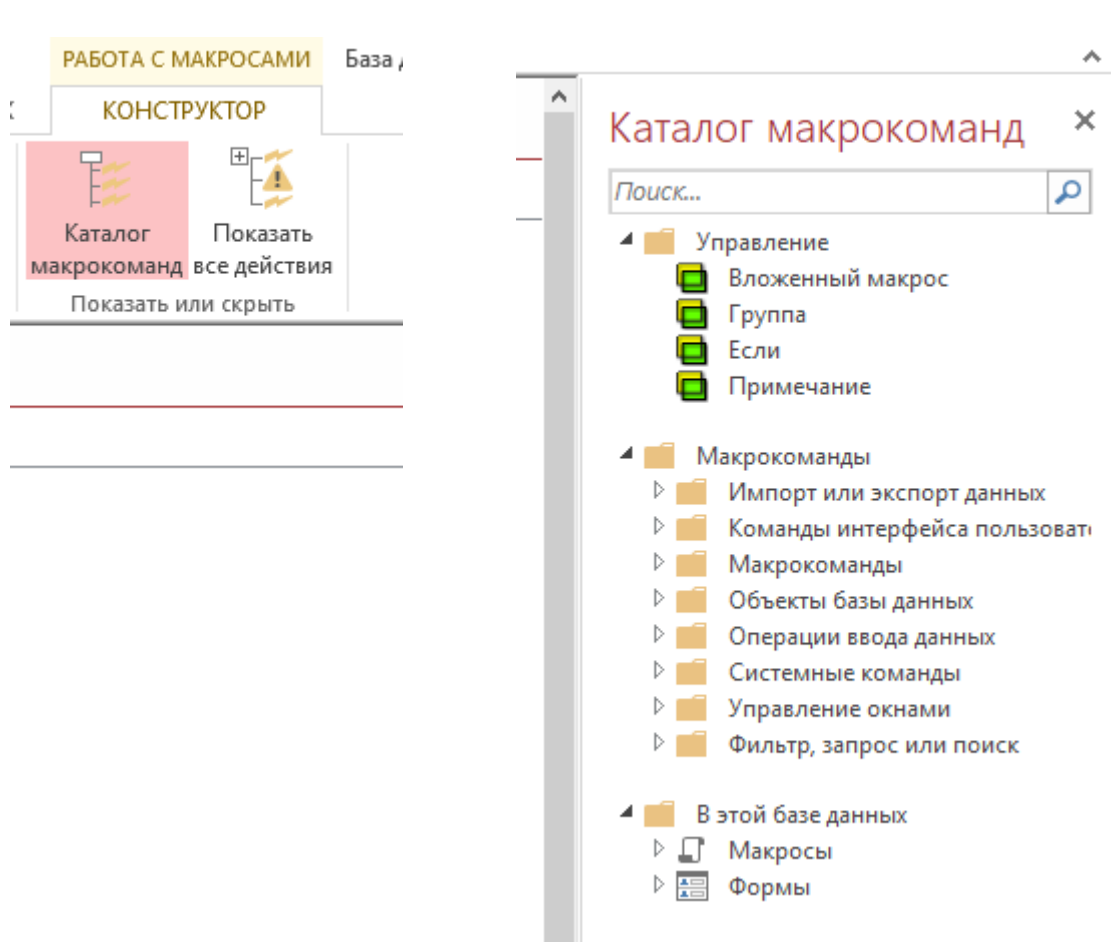 РАБОТА С МАКРОСАМИ База
КОНСТРУКТОР
Каталог макрокоманд
Показать все действия
Показать или скрыть
Каталог макрокоманд
Поиск...
Управление
Вложенный макрос
Группа
Если
Примечание
Макрокоманды
Импорт или экспорт данных
Команды интерфейса пользоват
Макрокоманды
Объекты базы данных
Операции ввода данных
Системные команды
Управление окнами
Фильтр, запрос или поиск
В этой базе данных
Макросы
Формы